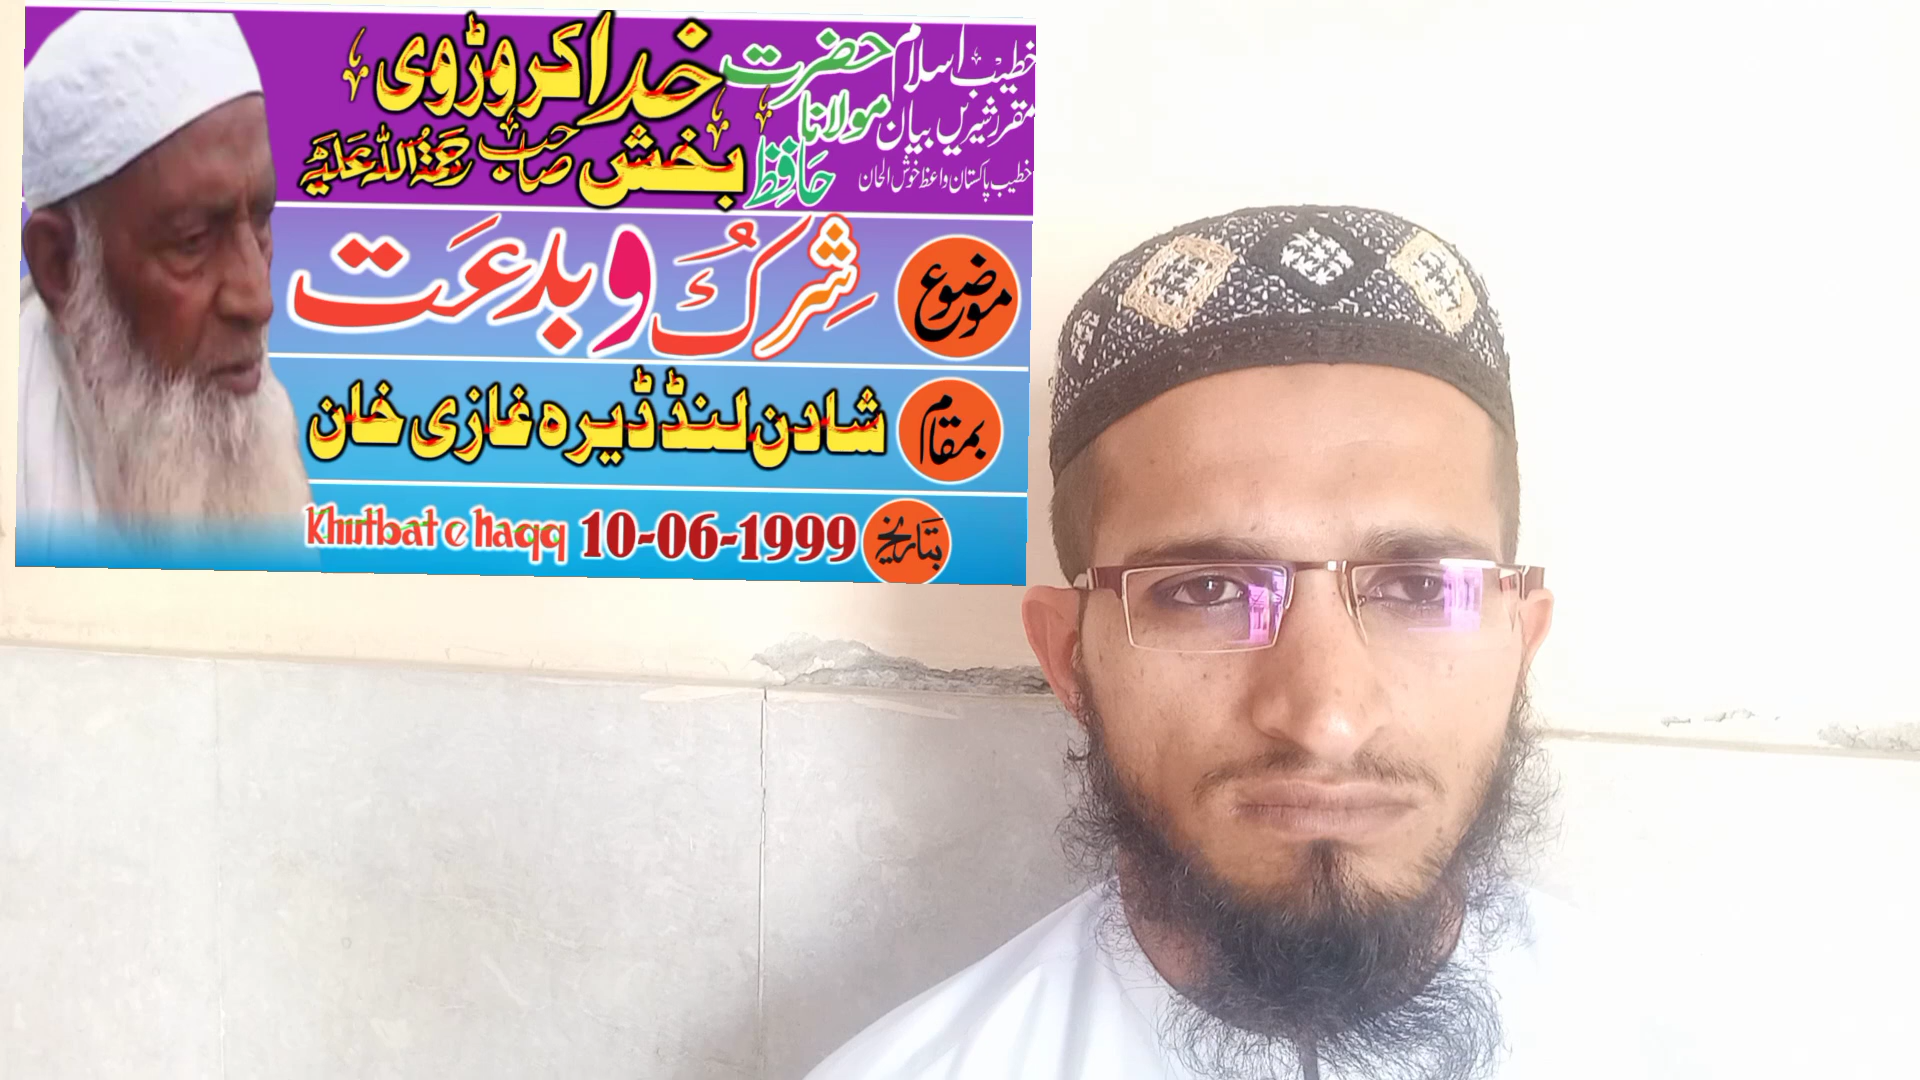 خطیب اسلام حضرت
مقرر شیریں بیان مولانا
خطیب پاکستان واعظ خوش الحان حافظ
خدا بخش کروڑوی صاحب رحمۃ اللہ علیہ
موضوع شرک و بدعت
بمقام شادن لنڈ ڈیرہ غازی خان
بتاریخ 10-06-1999 Khutbat e haqq